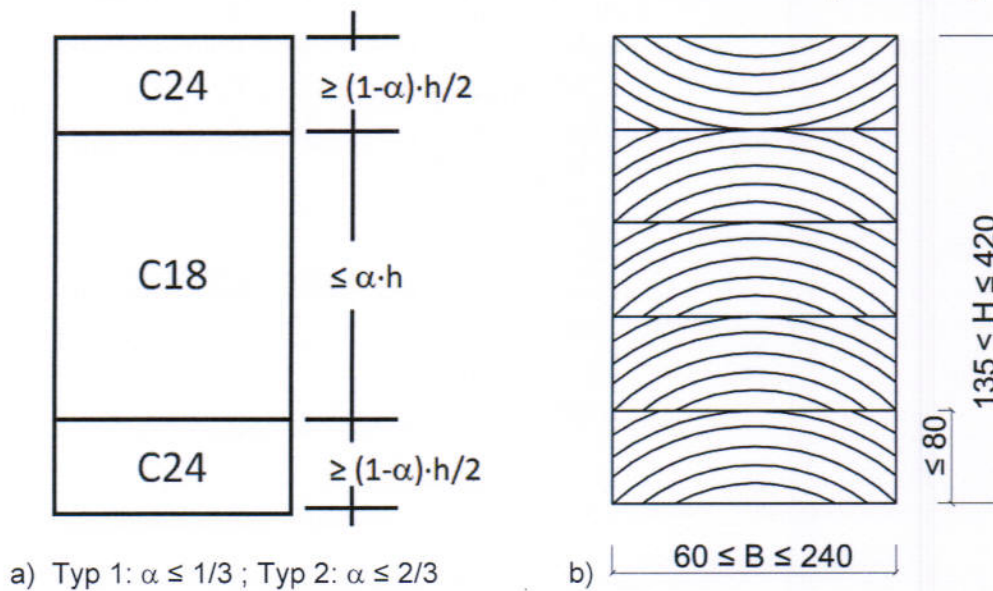 C24
≥ (1-α)·h/2
C18
≤ α·h
C24
≥ (1-α)·h/2
a) Typ 1: α ≤ 1/3 ; Typ 2: α ≤ 2/3
135 < H ≤ 420
≤ 80
60 ≤ B ≤ 240
b)